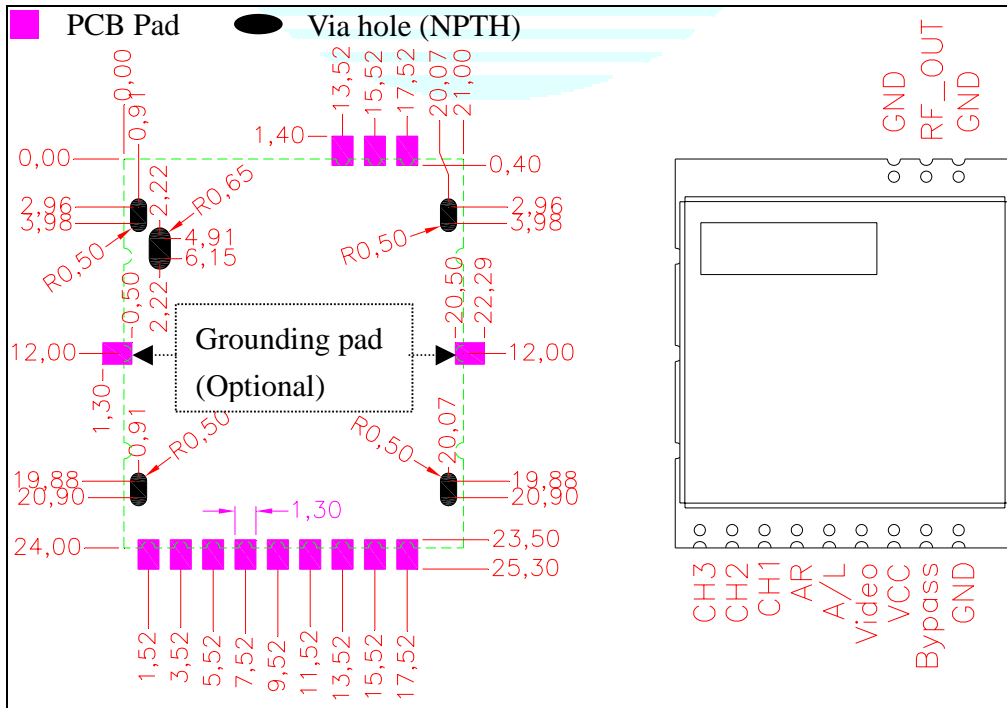 PCB Pad
Via hole (NPTH)
0,00
0,91
13,52
15,52
17,52
20,07
21,00
1,40
0,00
0,40
2,22
R0,65
2,96
3,98
2,96
3,98
R0,50
4,91
6,15
R0,50
0,50
2,22
20,50
22,29
Grounding pad
(Optional)
12,00
12,00
1,30
0,91
R0,50
R0,50
20,07
19,88
20,90
19,88
20,90
1,30
24,00
23,50
25,30
1,52
3,52
5,52
7,52
9,52
11,52
13,52
15,52
17,52
GND
RF_OUT
GND
CH3
CH2
CH1
AR
A/L
Video
VCC
Bypass
GND